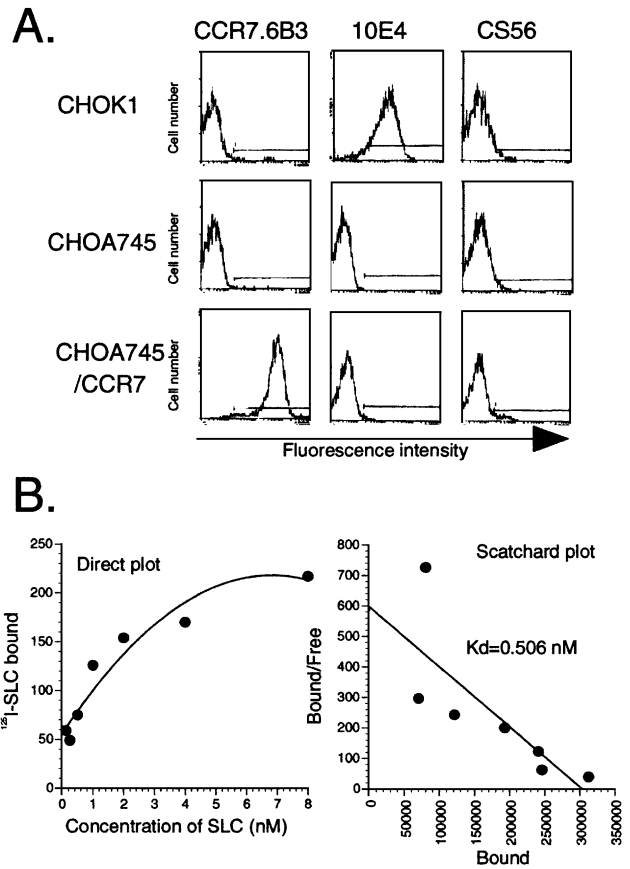 A.
CCR7.6B3 10E4 CS56
CHOK1
Cell number
CHOA745
Cell number
CHOA745
/CCR7
Cell number
Fluorescence intensity
B.
Direct plot
250
200
150
100
50
0
0 1 2 3 4 5 6 7 8
¹²⁵I-SLC bound
Concentration of SLC (nM)
Scatchard plot
Kd=0.506 nM
800
700
600
500
400
300
200
100
0
0 50000 100000 150000 200000 250000 300000 350000
Bound/Free
Bound